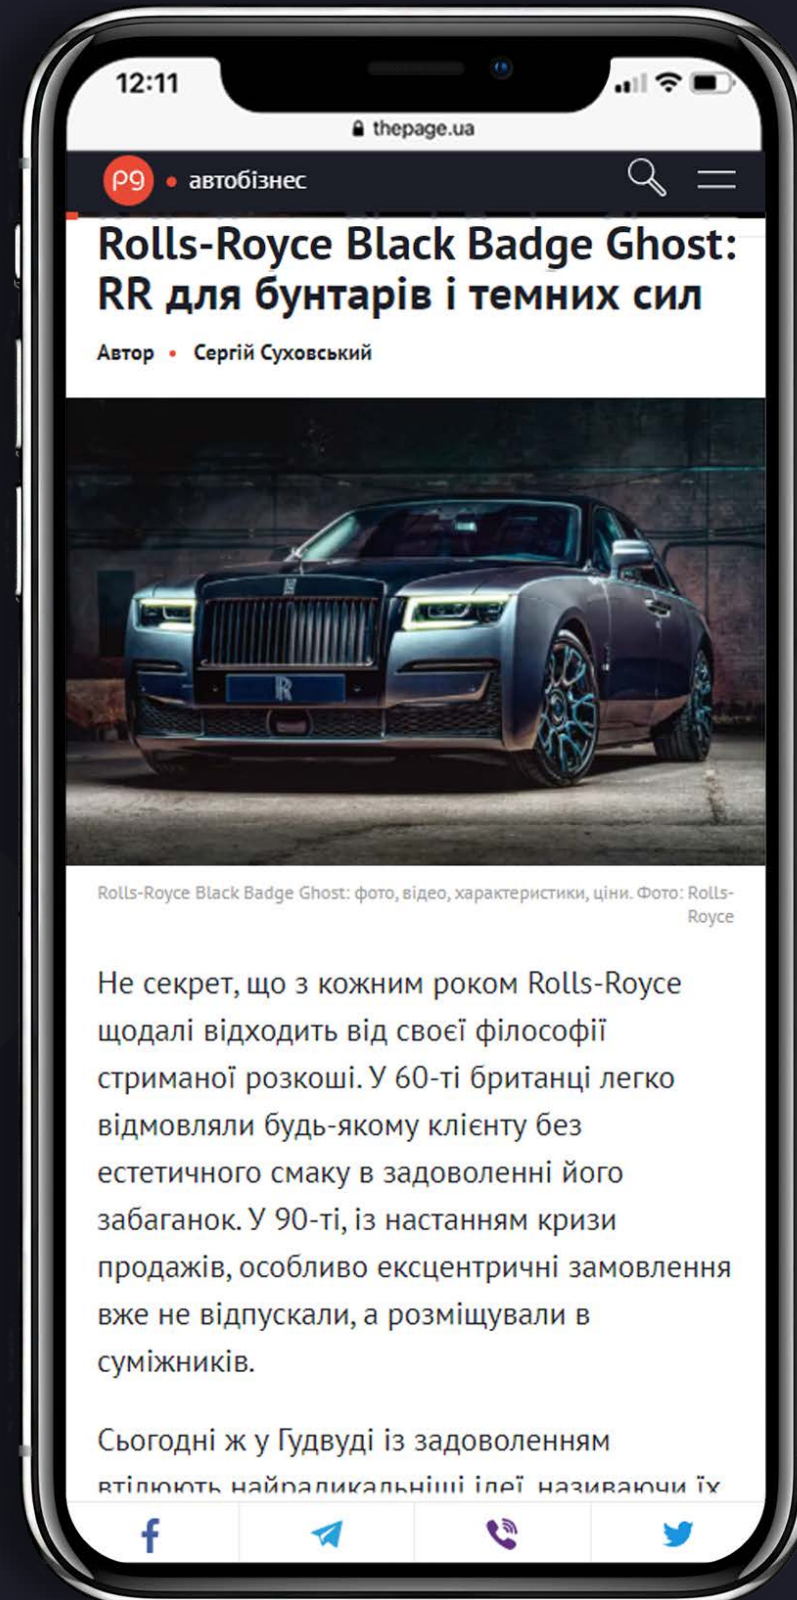 12:11
thepage.ua
pg • автобізнес
Rolls-Royce Black Badge Ghost:
RR для бунтарів і темних сил
Автор • Сергій Суховський
R
Rolls-Royce Black Badge Ghost: фото, відео, характеристики, ціни. Фото: Rolls-
Royce
Не секрет, що з кожним роком Rolls-Royce
щодалі відходить від своєї філософії
стриманої розкоші. У 60-ті британці легко
відмовляли будь-якому клієнту без
естетичного смаку в задоволенні його
забаганок. У 90-ті, із настанням кризи
продажів, особливо ексцентричні замовлення
вже не відпускали, а розміщували в
суміжників.
Сьогодні ж у Гудвуді із задоволенням
втілюють найрадикальніші ідеї, називаючи їх